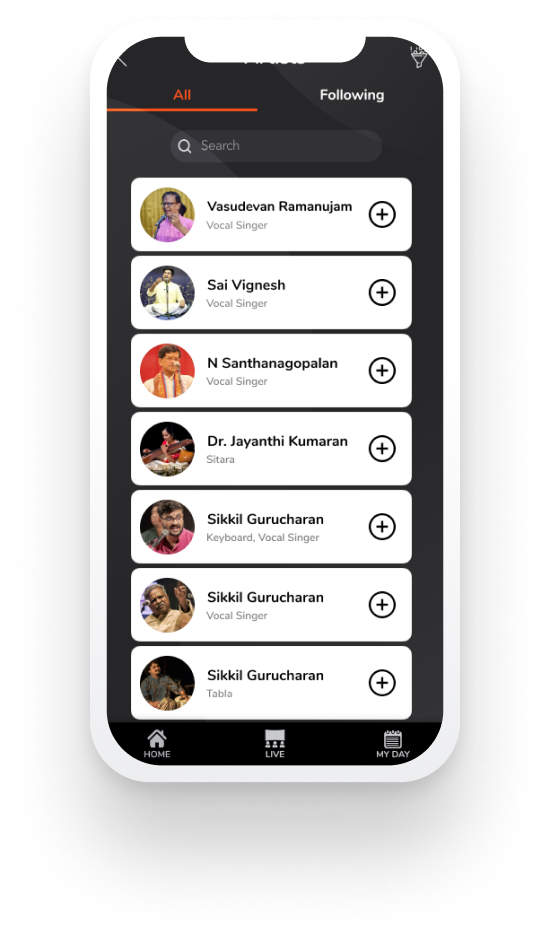 All
Following
Search
Vasudevan Ramanujam
Vocal Singer
Sai Vignesh
Vocal Singer
N Santhanagopalan
Vocal Singer
Dr. Jayanthi Kumaran
Sitara
Sikkil Gurucharan
Keyboard, Vocal Singer
Sikkil Gurucharan
Vocal Singer
Sikkil Gurucharan
Tabla
HOME
LIVE
MY DAY